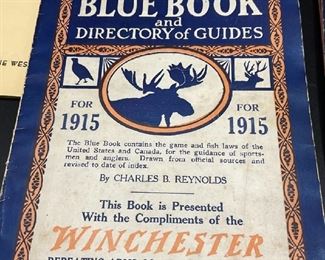 BLUE BOOK
and
DIRECTORY of GUIDES
FOR
1915
FOR
1915
The Blue Book contains the game and fish laws of the
United States and Canada, for the guidance of sports-
men and anglers. Drawn from official sources and
revised to date of index.
By CHARLES B. REYNOLDS
This Book is Presented
With the Compliments of the
WINCHESTER
REPEATING ARMS